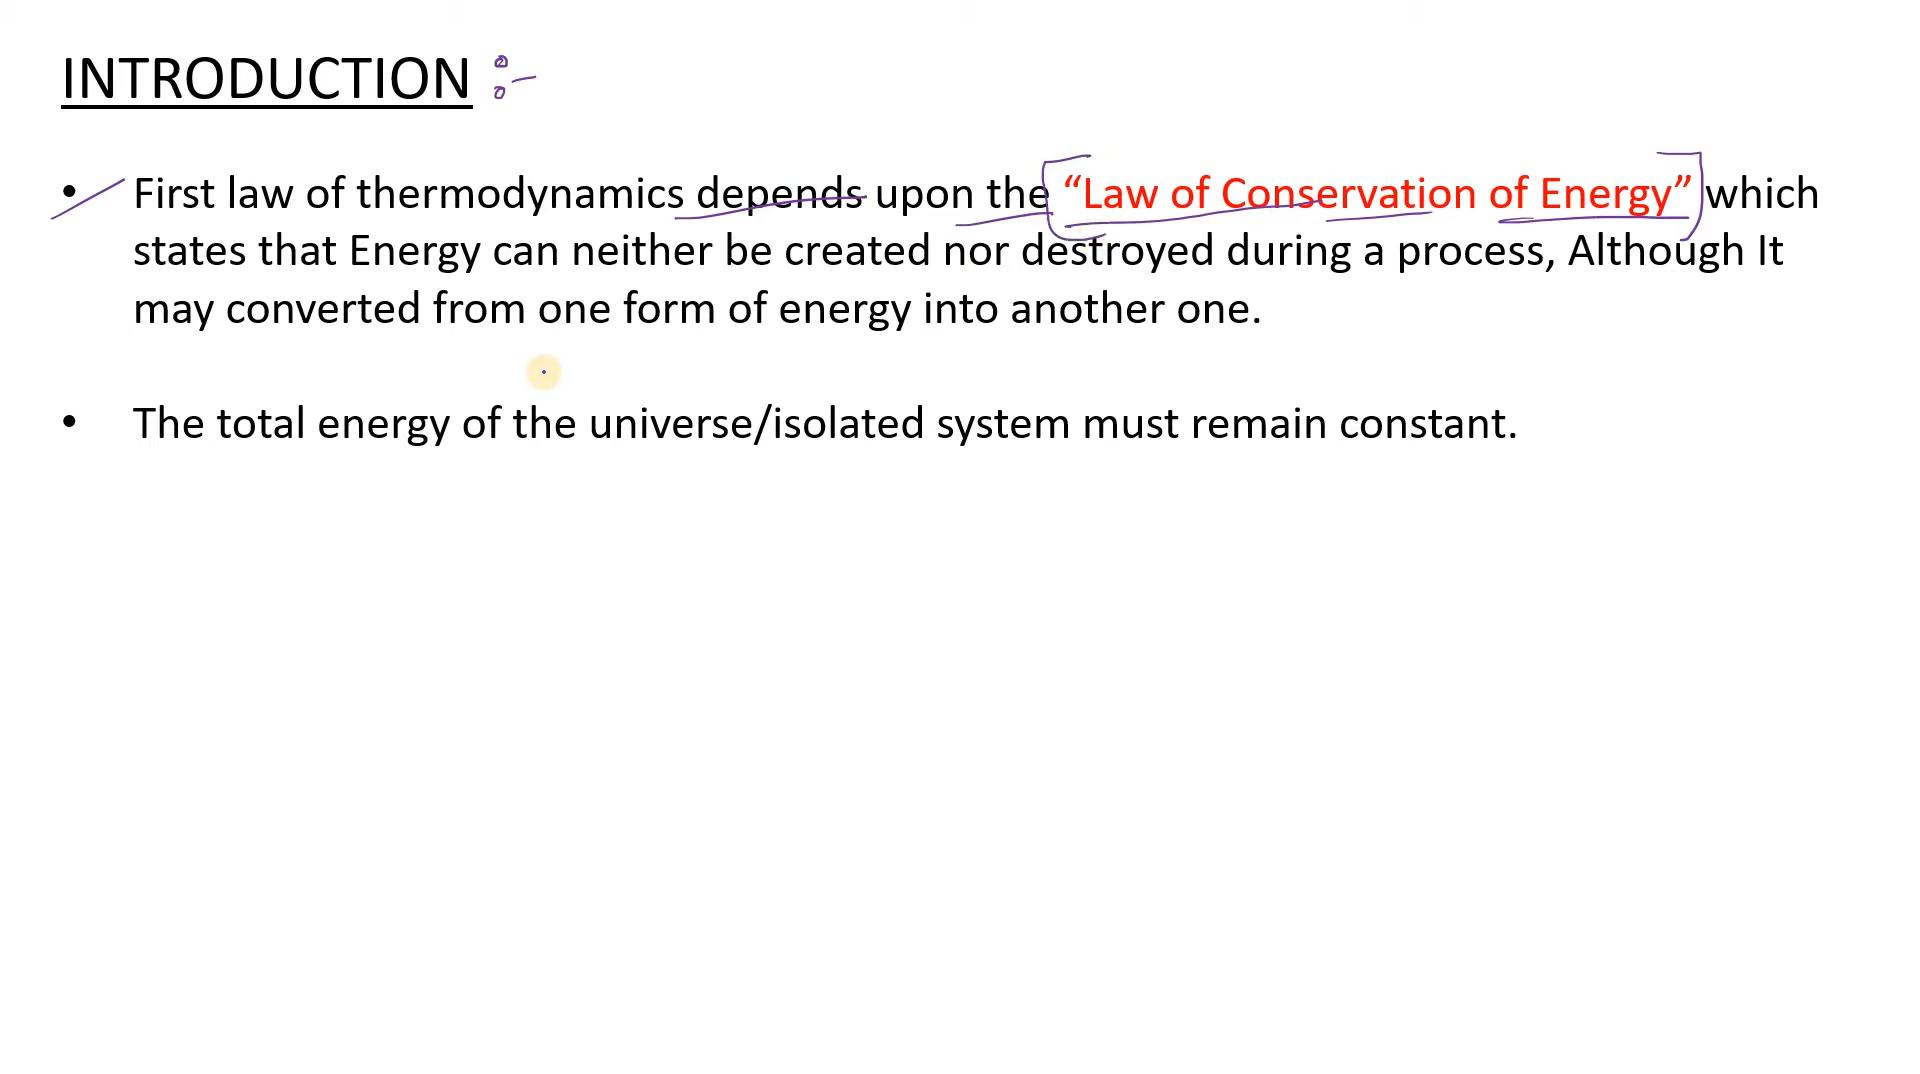 INTRODUCTION :-
• First law of thermodynamics depends upon the “Law of Conservation of Energy” which
states that Energy can neither be created nor destroyed during a process, Although It
may converted from one form of energy into another one.
• The total energy of the universe/isolated system must remain constant.